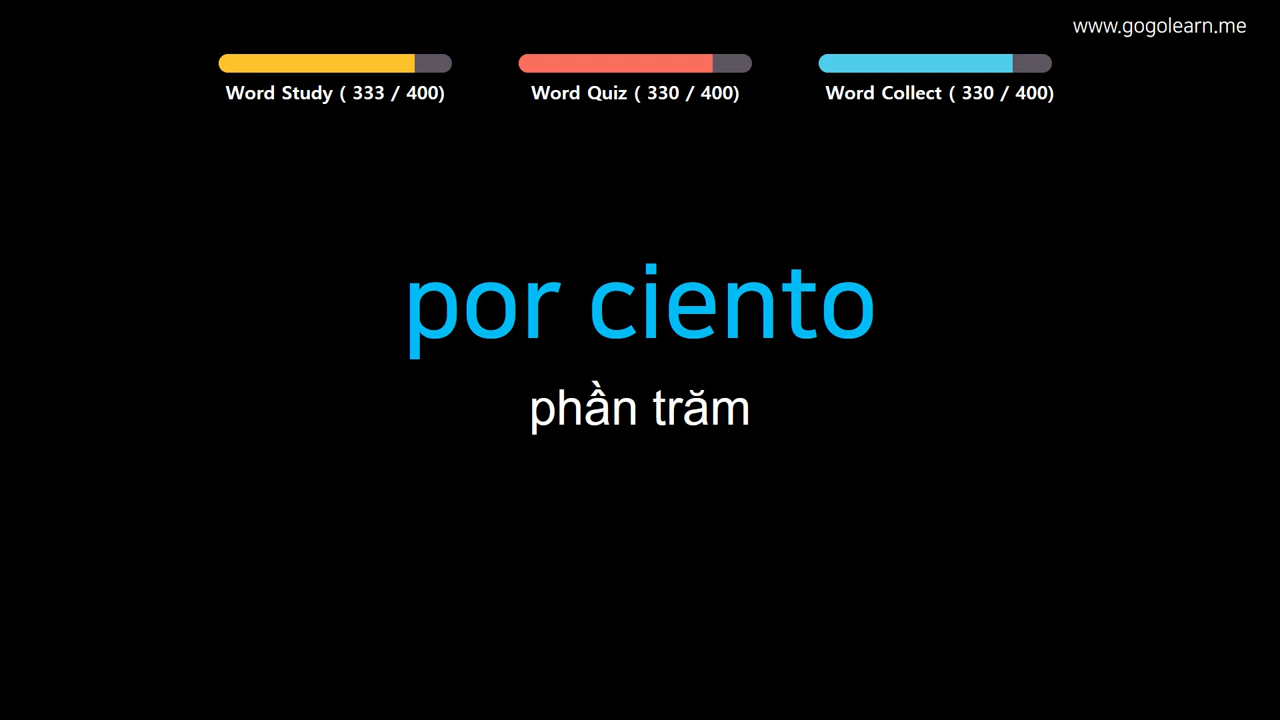 www.gogolearn.me
Word Study ( 333 / 400)
Word Quiz ( 330 / 400)
Word Collect ( 330 / 400)
por ciento
phần trăm